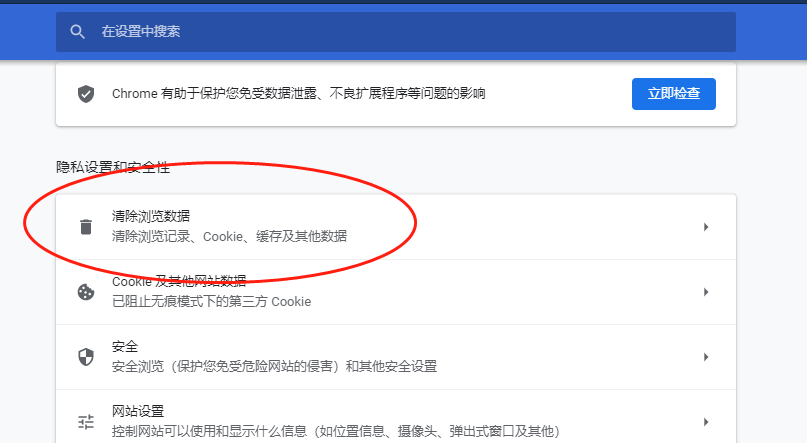 在设置中搜索
Chrome 有助于保护您免受数据泄露、不良扩展程序等问题的影响
立即检查
隐私设置和安全性
清除浏览数据
清除浏览记录、Cookie、缓存及其他数据
Cookie 及其他网站数据
已阻止无痕模式下的第三方 Cookie
安全
安全浏览（保护您免受危险网站的侵害）和其他安全设置
网站设置
控制网站可以使用和显示什么信息（如位置信息、摄像头、弹出式窗口及其他）